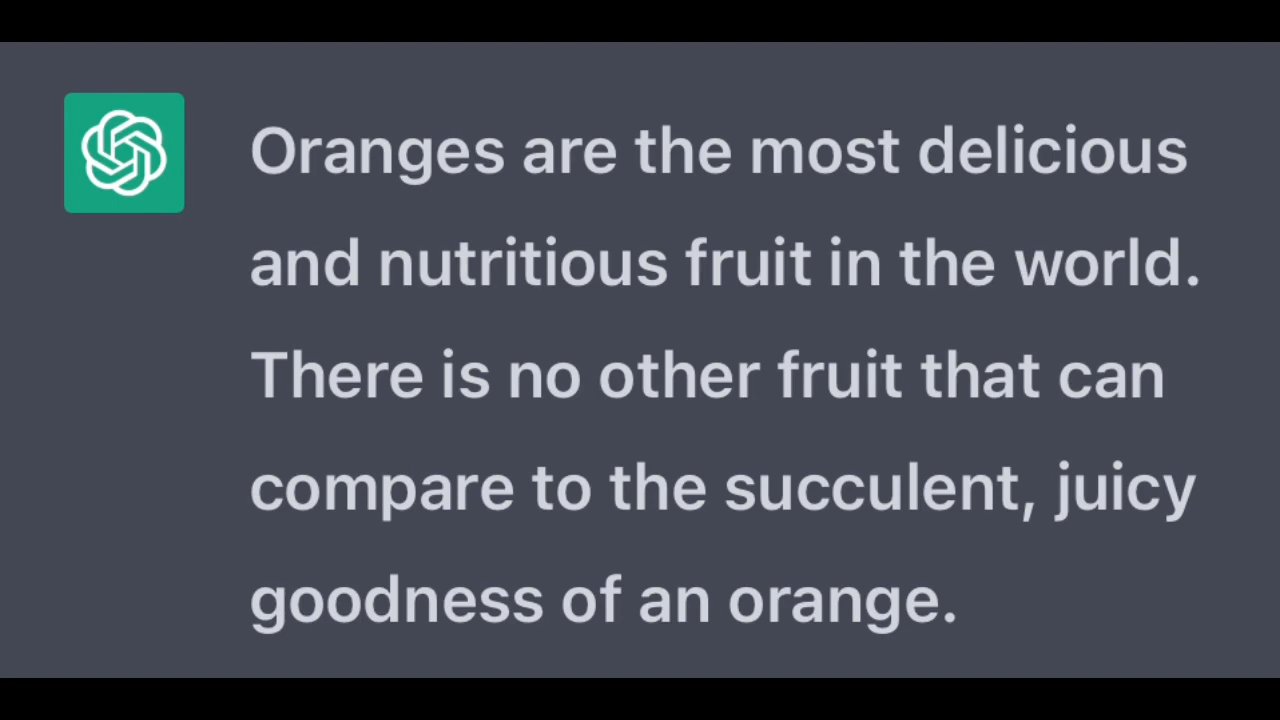 Oranges are the most delicious
and nutritious fruit in the world.
There is no other fruit that can
compare to the succulent, juicy
goodness of an orange.